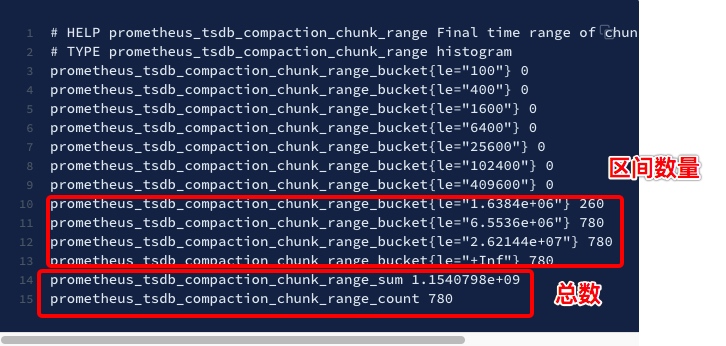 1 # HELP prometheus_tsdb_compaction_chunk_range Final time range of chun
2 # TYPE prometheus_tsdb_compaction_chunk_range histogram
3 prometheus_tsdb_compaction_chunk_range_bucket{le="100"} 0
4 prometheus_tsdb_compaction_chunk_range_bucket{le="400"} 0
5 prometheus_tsdb_compaction_chunk_range_bucket{le="1600"} 0
6 prometheus_tsdb_compaction_chunk_range_bucket{le="6400"} 0
7 prometheus_tsdb_compaction_chunk_range_bucket{le="25600"} 0
8 prometheus_tsdb_compaction_chunk_range_bucket{le="102400"} 0
区间数量
9 prometheus_tsdb_compaction_chunk_range_bucket{le="409600"} 0
10 prometheus_tsdb_compaction_chunk_range_bucket{le="1.6384e+06"} 260
11 prometheus_tsdb_compaction_chunk_range_bucket{le="6.5536e+06"} 780
12 prometheus_tsdb_compaction_chunk_range_bucket{le="2.62144e+07"} 780
13 prometheus_tsdb_compaction_chunk_range_bucket{le="+Inf"} 780
14 prometheus_tsdb_compaction_chunk_range_sum 1.1540798e+09
15 prometheus_tsdb_compaction_chunk_range_count 780
总数